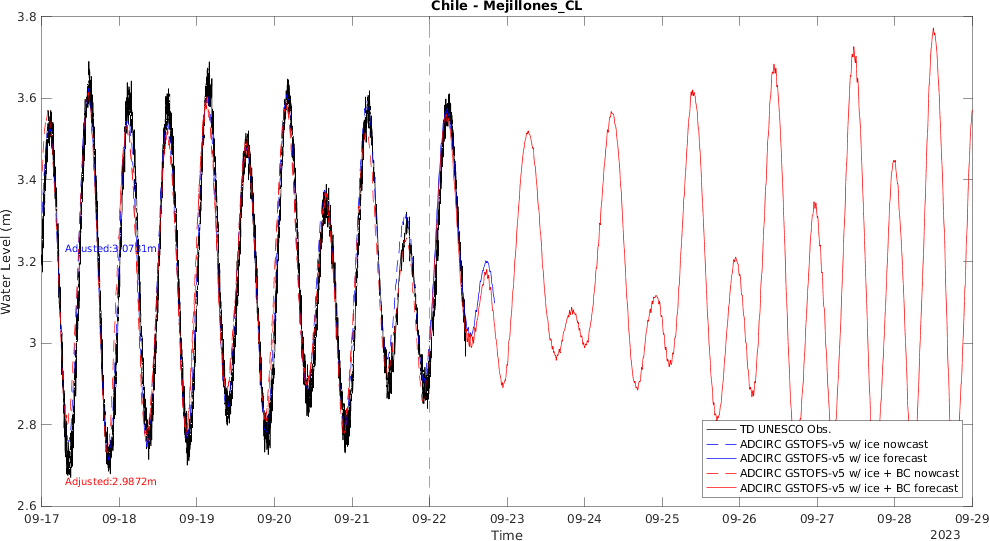 Chile - Mejillones_CL
3.8
3.6
3.4
3.2
3
2.8
2.6
Water Level (m)
Adjusted:3.0731m
Adjusted:2.9872m
TD UNESCO Obs.
ADCIRC GSTOFS-v5 w/ ice nowcast
ADCIRC GSTOFS-v5 w/ ice forecast
ADCIRC GSTOFS-v5 w/ ice + BC nowcast
ADCIRC GSTOFS-v5 w/ ice + BC forecast
09-17 09-18 09-19 09-20 09-21 09-22 09-23 09-24 09-25 09-26 09-27 09-28 09-29
Time
2023